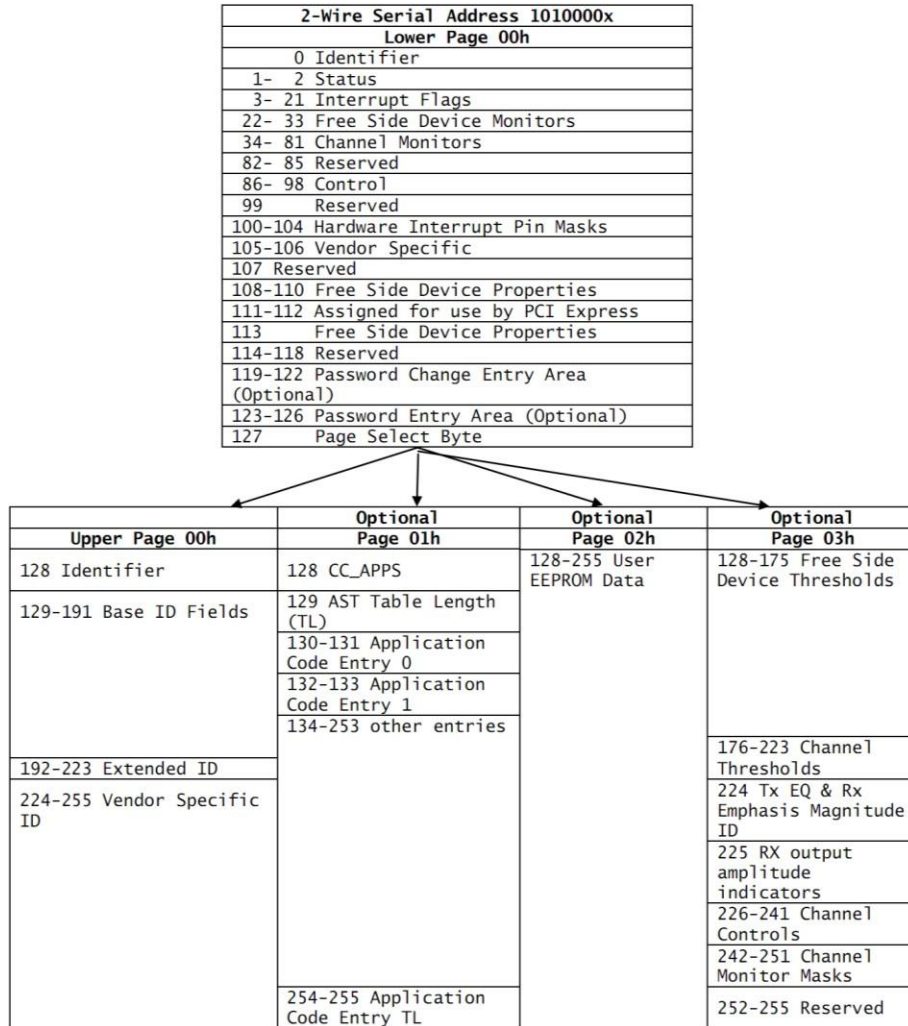 2-Wire Serial Address 1010000x
Lower Page 00h
0 Identifier
1- 2 Status
3- 21 Interrupt Flags
22- 33 Free Side Device Monitors
34- 81 Channel Monitors
82- 85 Reserved
86- 98 Control
99 Reserved
100-104 Hardware Interrupt Pin Masks
105-106 Vendor Specific
107 Reserved
108-110 Free Side Device Properties
111-112 Assigned for use by PCI Express
113 Free Side Device Properties
114-118 Reserved
119-122 Password Change Entry Area
(Optional)
123-126 Password Entry Area (Optional)
127 Page Select Byte
Upper Page 00h
128 Identifier
129-191 Base ID Fields
192-223 Extended ID
224-255 Vendor Specific
ID
Optional
Page 01h
128 CC_APPS
129 AST Table Length
(TL)
130-131 Application
Code Entry 0
132-133 Application
Code Entry 1
134-253 other entries
254-255 Application
Code Entry TL
Optional
Page 02h
128-255 User
EEPROM Data
Optional
Page 03h
128-175 Free Side
Device Thresholds
176-223 Channel
Thresholds
224 Tx EQ & Rx
Emphasis Magnitude
ID
225 RX output
amplitude
indicators
226-241 Channel
Controls
242-251 Channel
Monitor Masks
252-255 Reserved